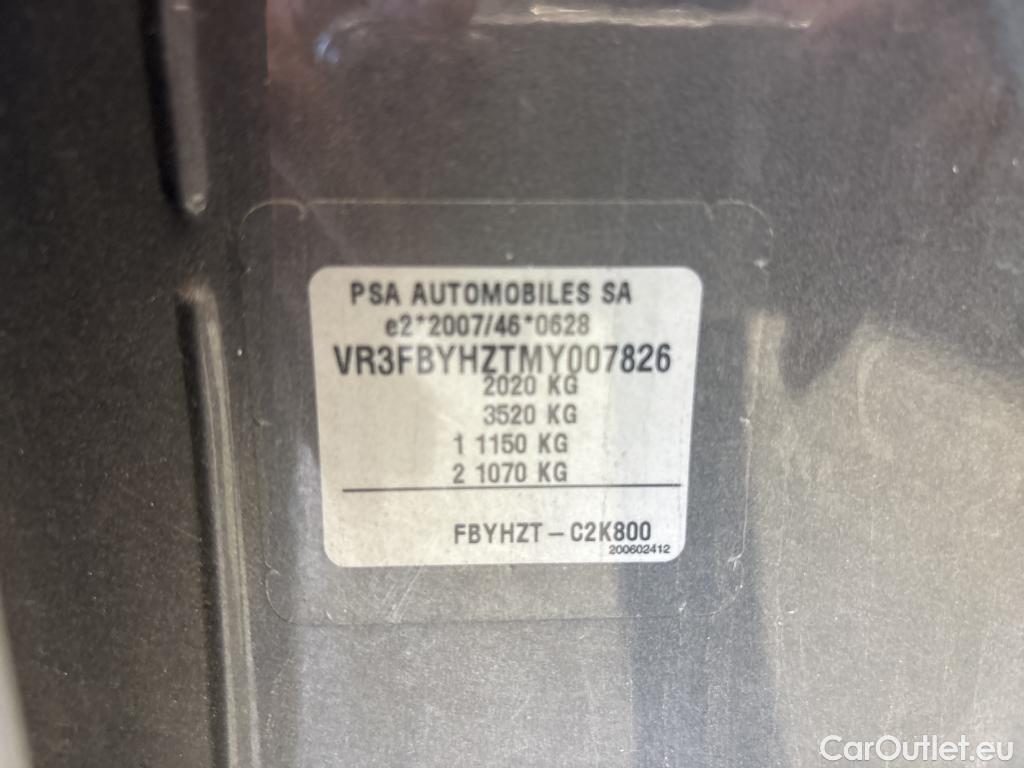 PSA AUTOMOBILES SA
e2*2007/46*0628
VR3FBYHZTMY007826
2020 KG
3520 KG
1 1150 KG
2 1070 KG
FBYHZT – C2K800
200602412
CarOutlet.eu